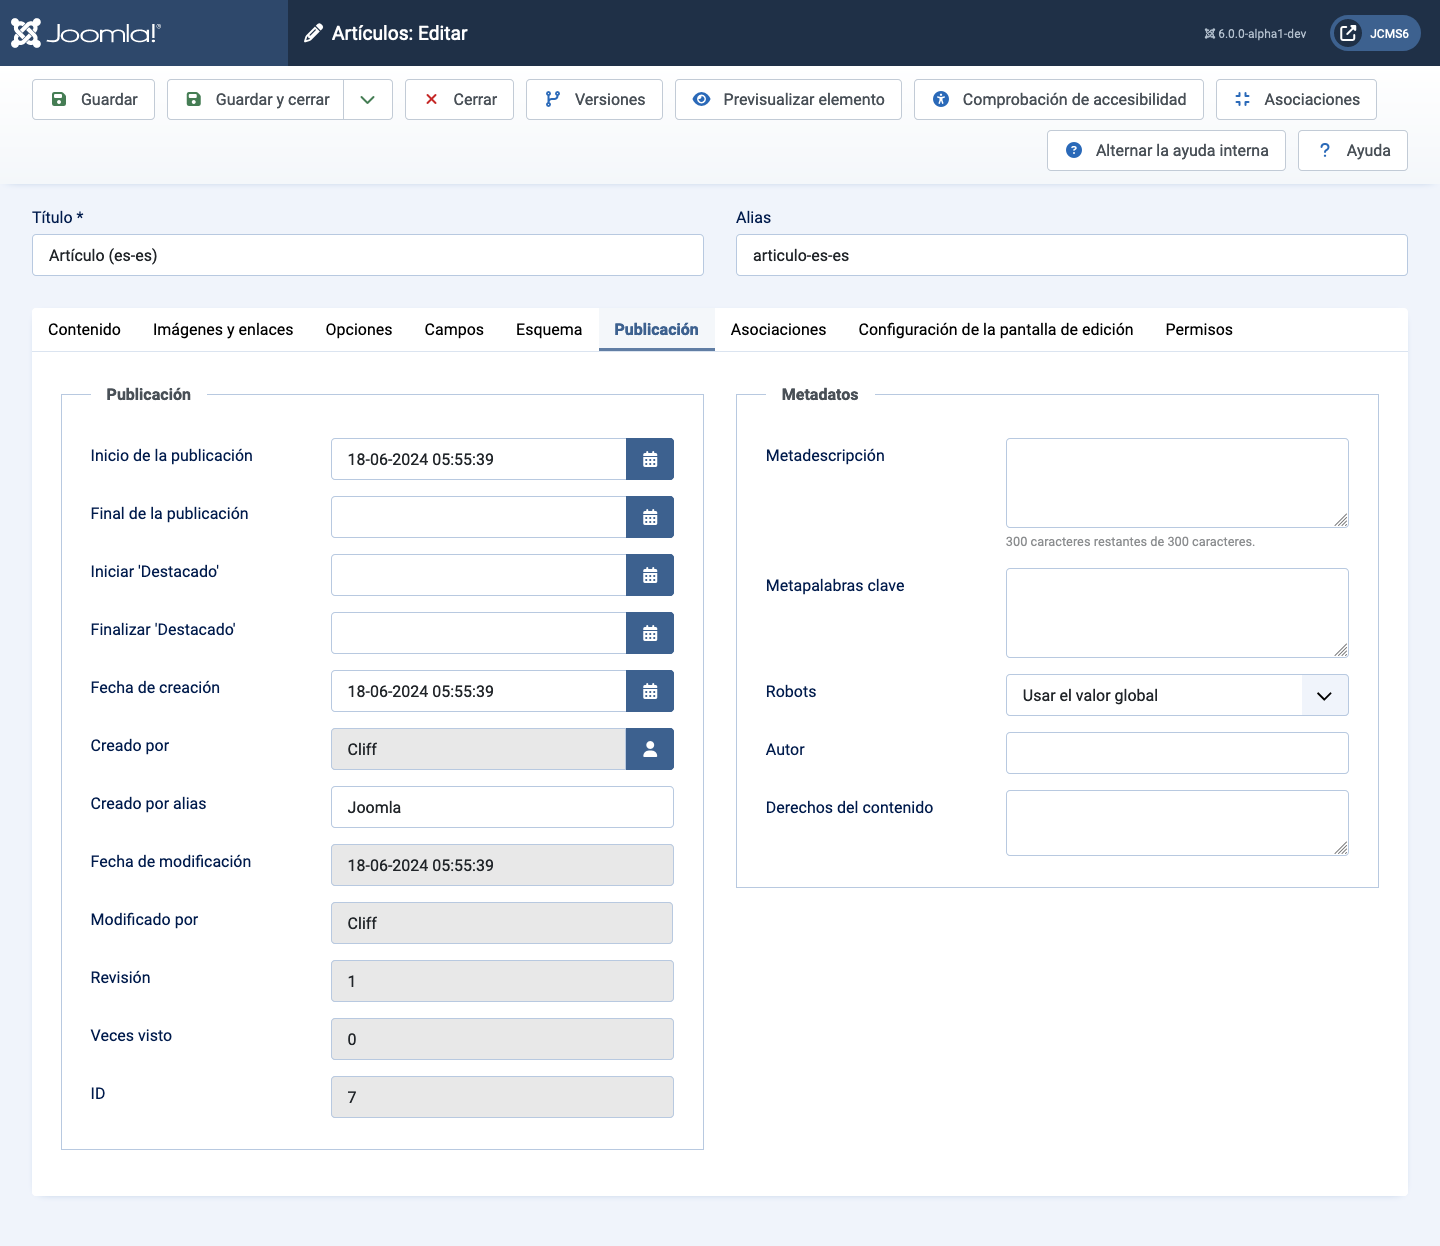 Joomla!®
Artículos: Editar
6.0.0-alpha1-dev
JCMS6
Guardar
Guardar y cerrar
Cerrar
Versiones
Previsualizar elemento
Comprobación de accesibilidad
Asociaciones
Alternar la ayuda interna
Ayuda
Título *
Alias
Artículo (es-es)
articulo-es-es
Contenido
Imágenes y enlaces
Opciones
Campos
Esquema
Publicación
Asociaciones
Configuración de la pantalla de edición
Permisos
Publicación
Inicio de la publicación
18-06-2024 05:55:39
Final de la publicación
Iniciar 'Destacado'
Finalizar 'Destacado'
Fecha de creación
18-06-2024 05:55:39
Creado por
Cliff
Creado por alias
Joomla
Fecha de modificación
18-06-2024 05:55:39
Modificado por
Cliff
Revisión
1
Veces visto
0
ID
7
Metadatos
Metadescripción
300 caracteres restantes de 300 caracteres.
Metapalabras clave
Robots
Usar el valor global
Autor
Derechos del contenido